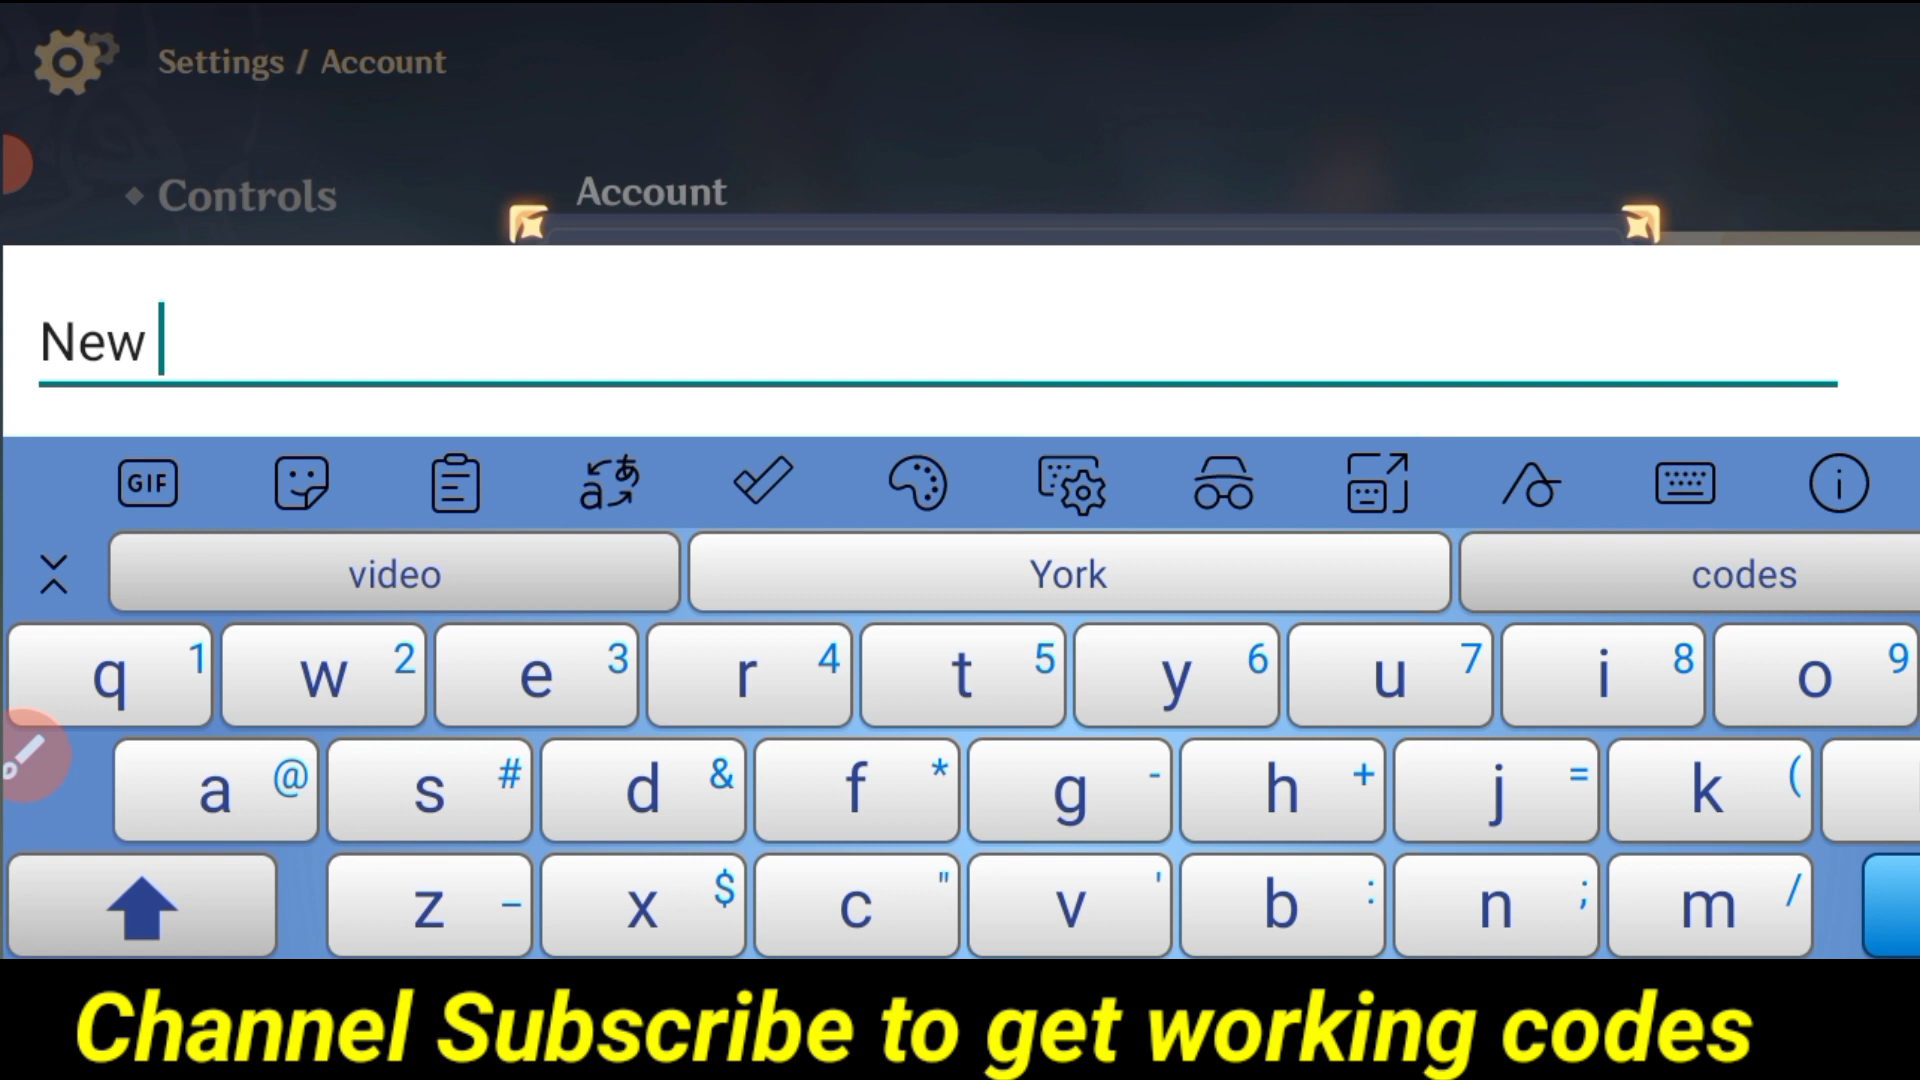 Settings / Account
Controls
Account
New
GIF
video York codes
q 1 w 2 e 3 r 4 t 5 y 6 u 7 i 8 o 9
a @ s # d & f * g - h + j = k (
z _ x $ c " v ' b : n ; m /
Channel Subscribe to get working codes